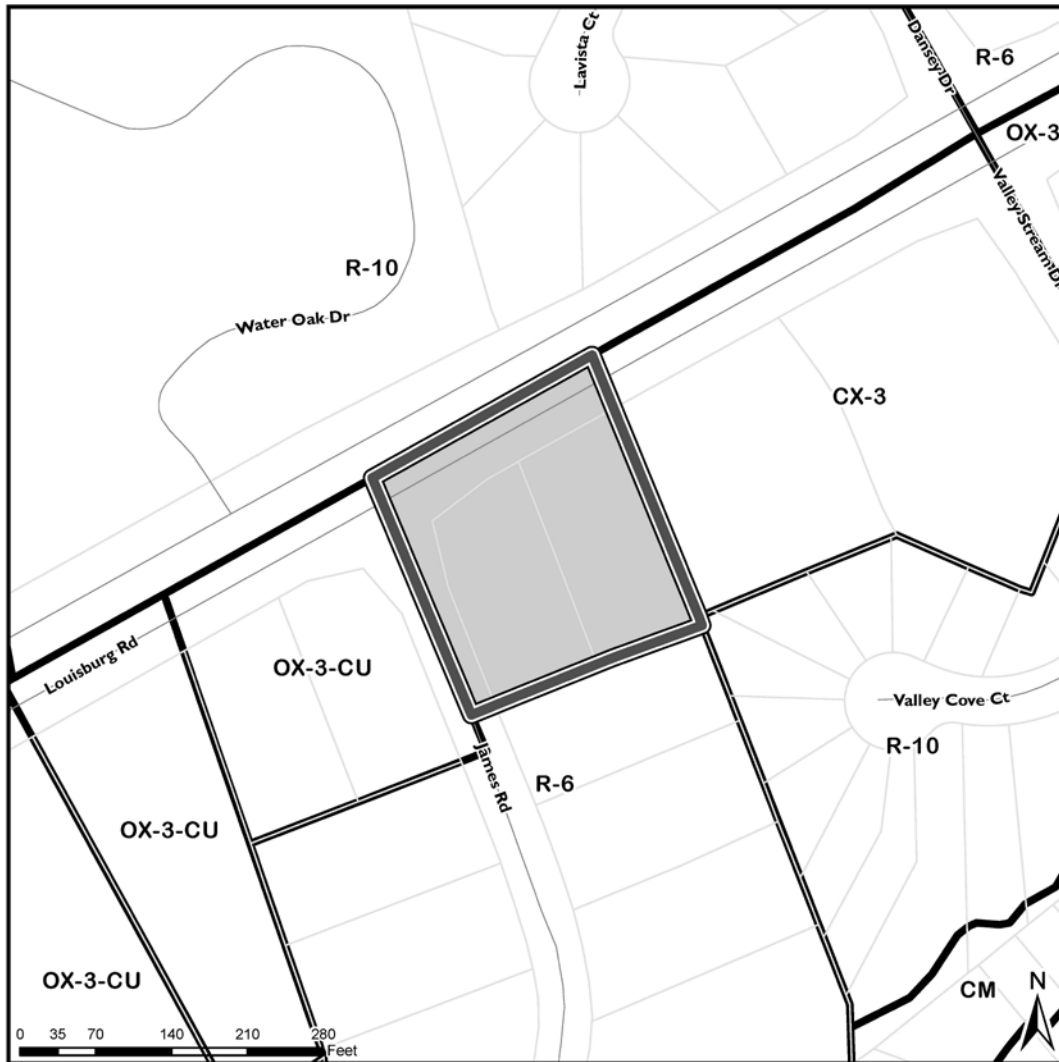 Lavista Ct
Dansey Dr
R-6
OX-3
Valley Stream Dr
R-10
Water Oak Dr
CX-3
Louisburg Rd
OX-3-CU
Valley Cove Ct
R-10
James Rd
R-6
OX-3-CU
OX-3-CU
CM
N
0 35 70 140 210 280
Feet